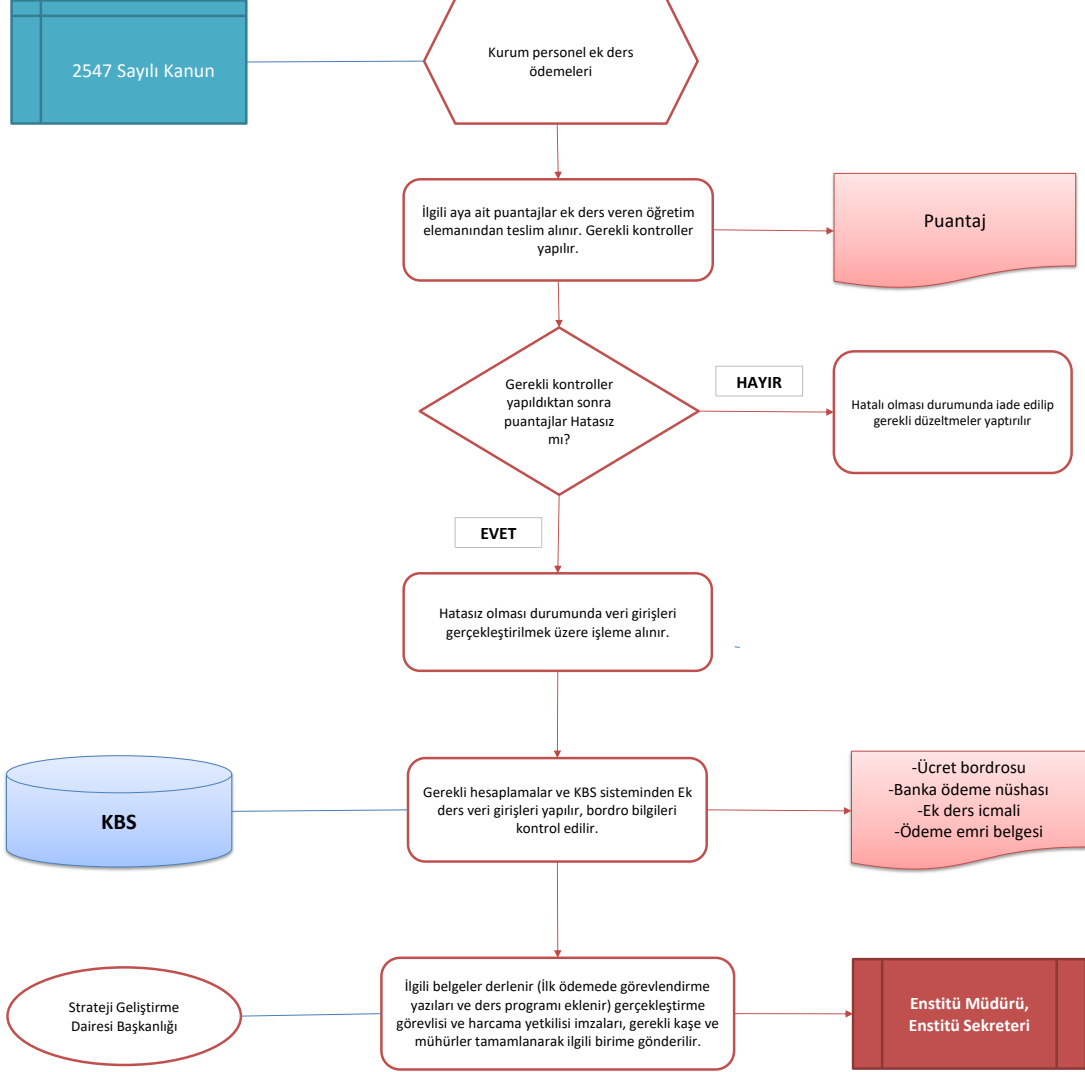 2547 Sayılı Kanun
Kurum personel ek ders
ödemeleri
İlgili aya ait puantajlar ek ders veren öğretim
elemanından teslim alınır. Gerekli kontroller
yapılır.
Puantaj
Gerekli kontroller
yapıldıktan sonra
puantajlar Hatasız
mı?
HAYIR
Hatalı olması durumunda iade edilip
gerekli düzeltmeler yaptırılır
EVET
Hatasız olması durumunda veri girişleri
gerçekleştirilmek üzere işleme alınır.
KBS
Gerekli hesaplamalar ve KBS sisteminden Ek
ders veri girişleri yapılır, bordro bilgileri
kontrol edilir.
-Ücret bordrosu
-Banka ödeme nüshası
-Ek ders icmali
-Ödeme emri belgesi
Strateji Geliştirme
Dairesi Başkanlığı
İlgili belgeler derlenir (İlk ödemede görevlendirme
yazıları ve ders programı eklenir) gerçekleştirme
görevlisi ve harcama yetkilisi imzaları, gerekli kaşe ve
mühürler tamamlanarak ilgili birime gönderilir.
Enstitü Müdürü,
Enstitü Sekreteri